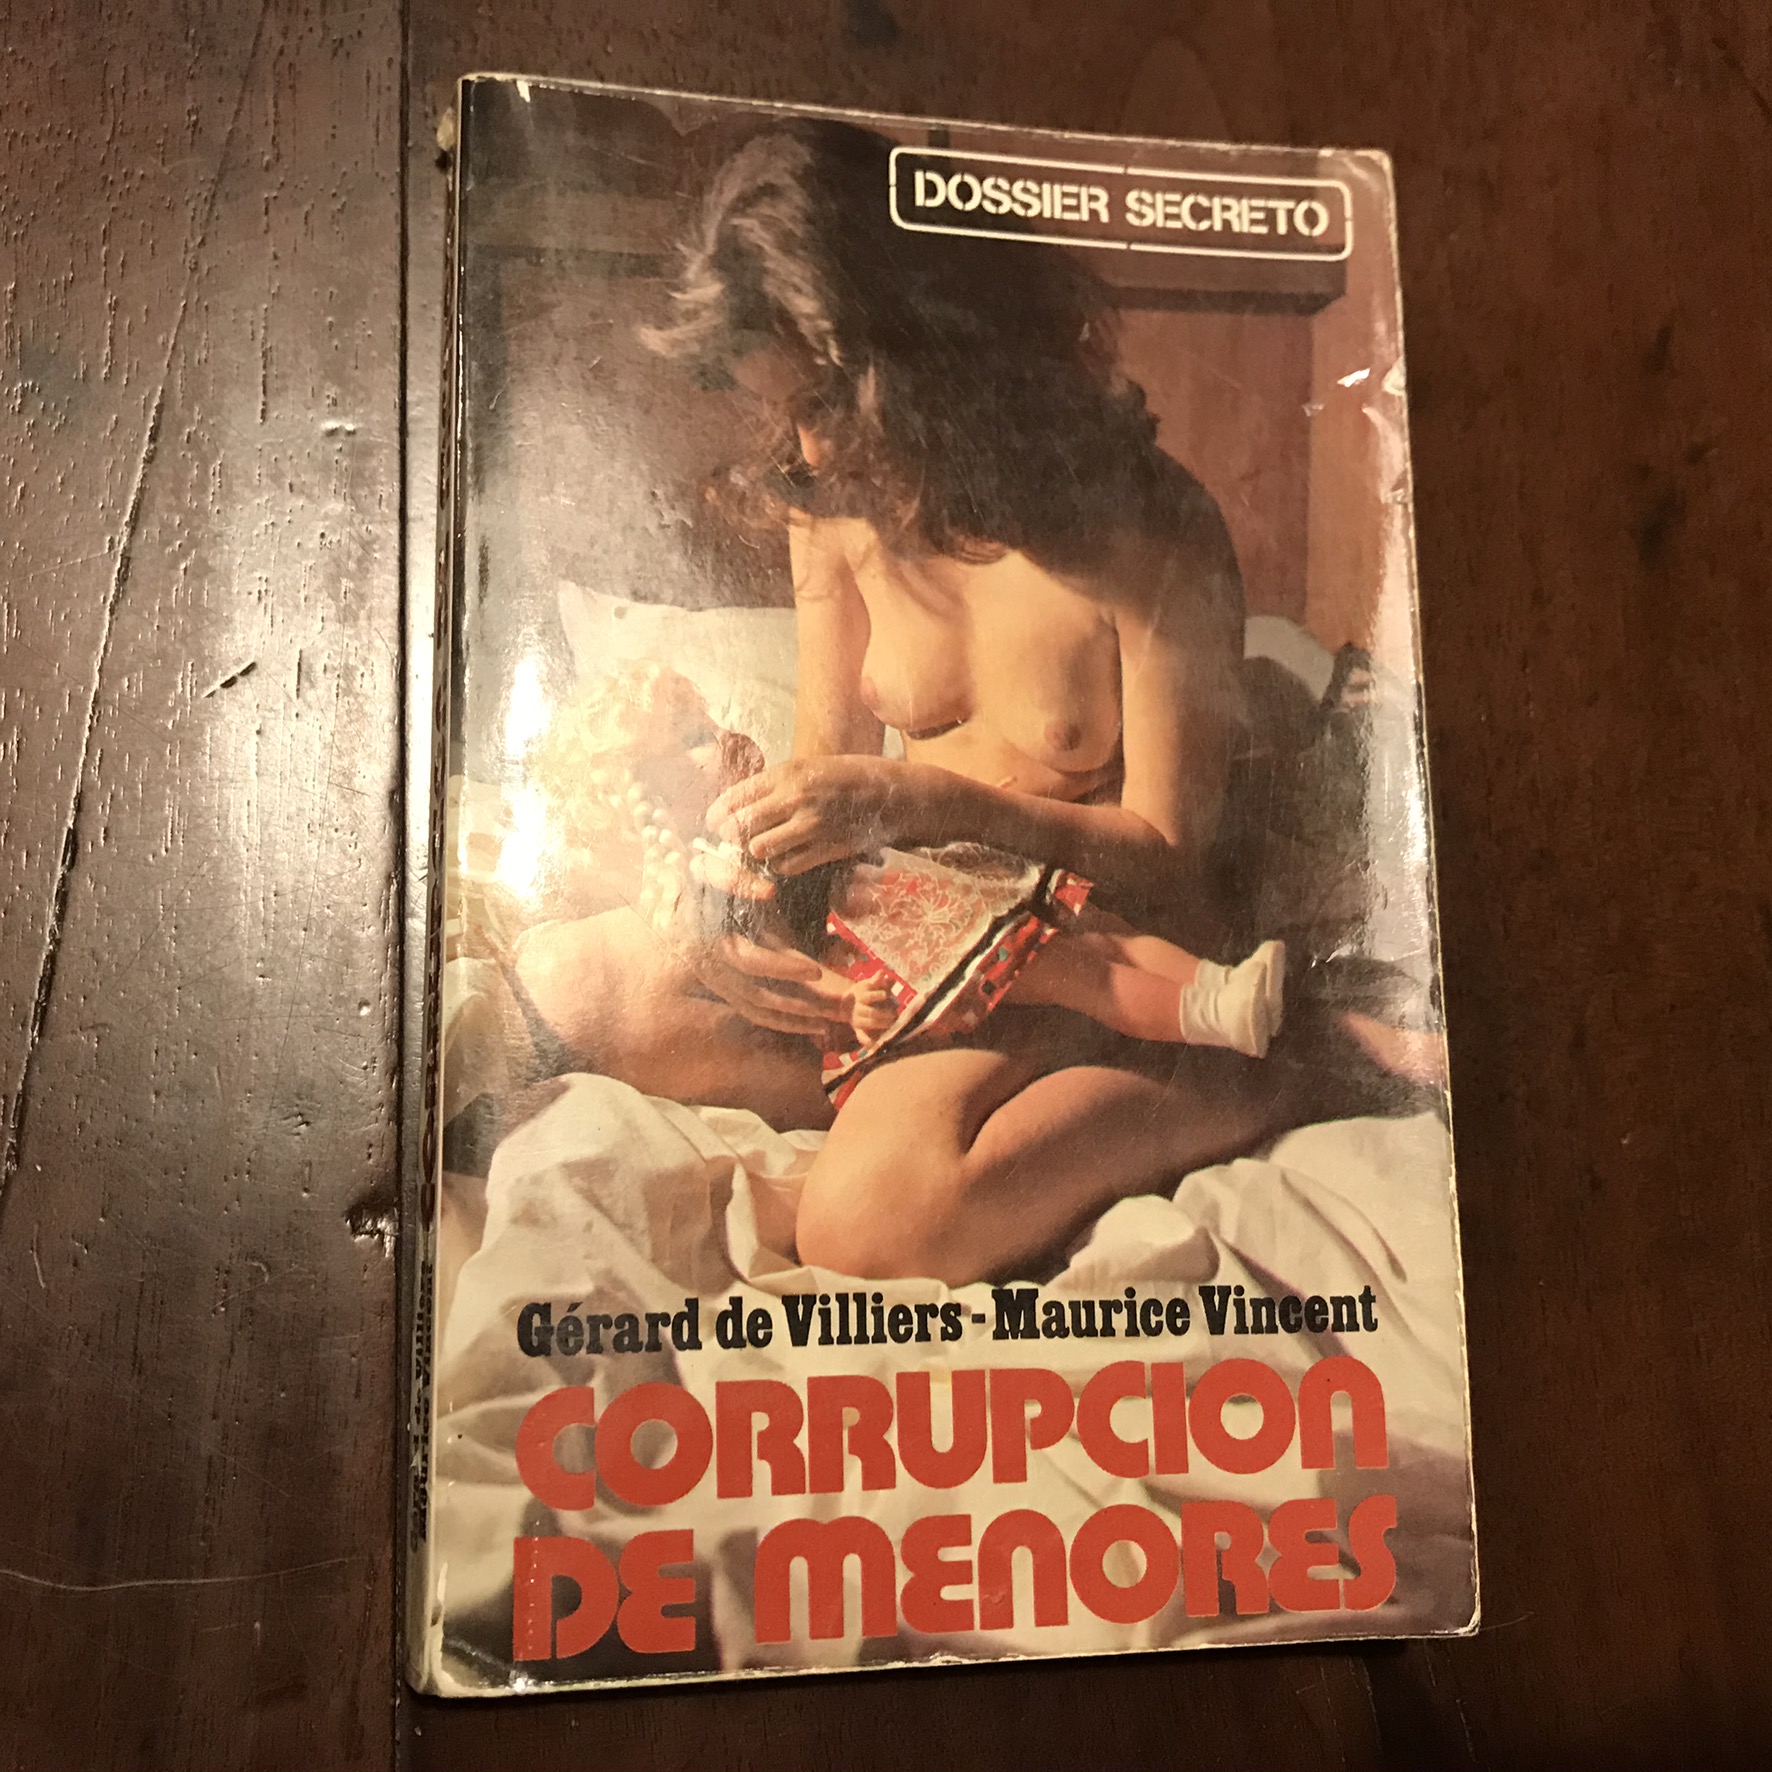 DOSSIER SECRETO
Gérard de Villiers - Maurice Vincent
CORRUPCION
DE MENORES